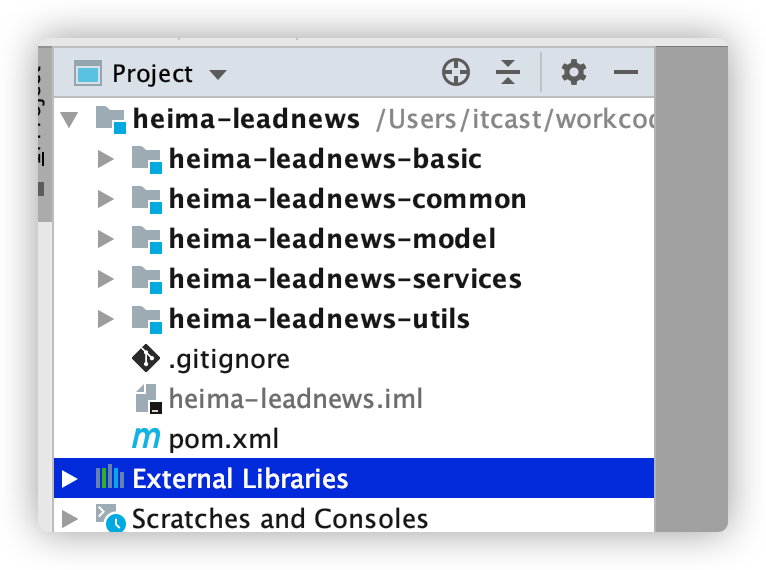 Project
heima-leadnews /Users/itcast/workcod
heima-leadnews-basic
heima-leadnews-common
heima-leadnews-model
heima-leadnews-services
heima-leadnews-utils
.gitignore
heima-leadnews.iml
m pom.xml
External Libraries
Scratches and Consoles